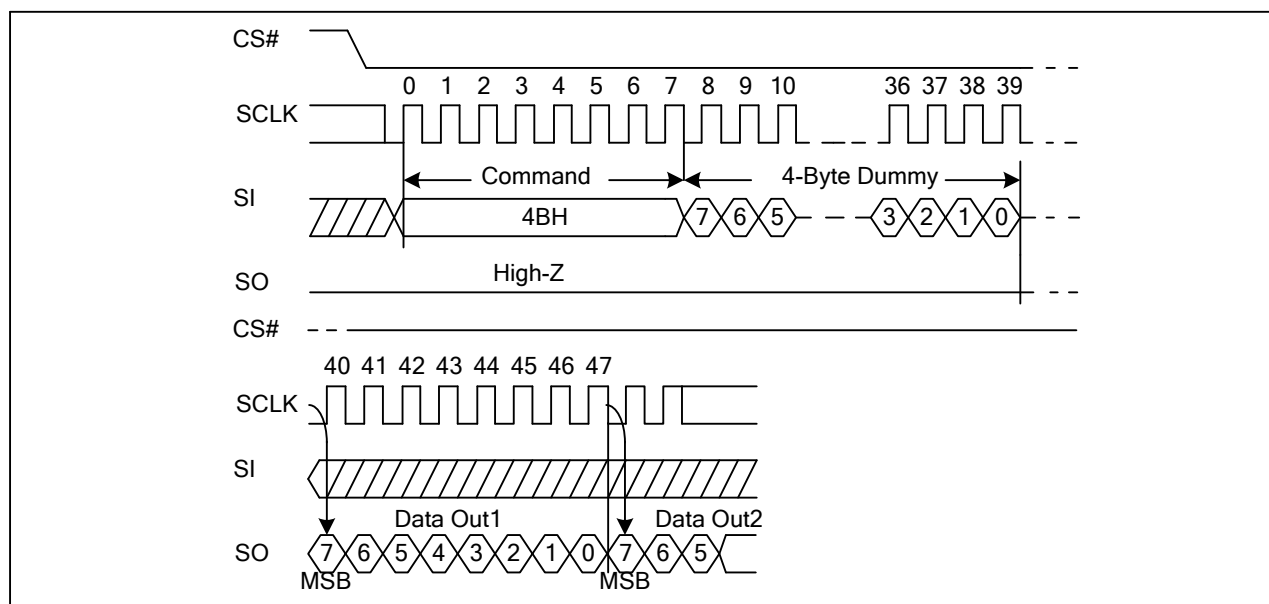 CS#
0 1 2 3 4 5 6 7 8 9 10 36 37 38 39
SCLK
Command 4-Byte Dummy
SI
4BH 7 6 5 3 2 1 0
High-Z
SO
CS#
40 41 42 43 44 45 46 47
SCLK
SI
Data Out1 Data Out2
SO 7 6 5 4 3 2 1 0 7 6 5
MSB MSB